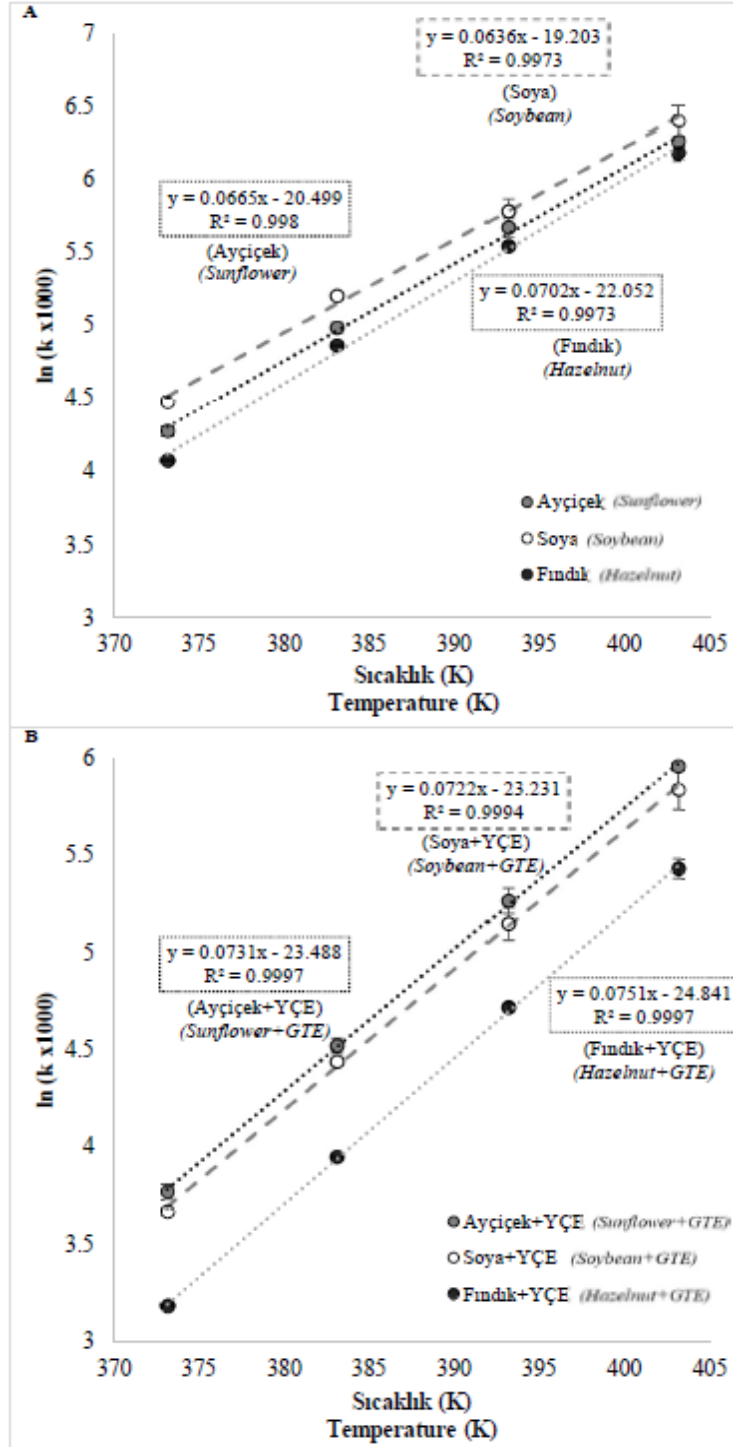 A
y = 0.0636x - 19.203
R² = 0.9973
(Soya)
(Soybean)
y = 0.0665x - 20.499
R² = 0.998
(Ayçiçek)
(Sunflower)
y = 0.0702x - 22.052
R² = 0.9973
(Fındık)
(Hazelnut)
7
6.5
6
5.5
5
4.5
4
3.5
3
ln (k x1000)
Ayçiçek (Sunflower)
Soya (Soybean)
Fındık (Hazelnut)
370 375 380 385 390 395 400 405
Sıcaklık (K)
Temperature (K)
B
y = 0.0722x - 23.231
R² = 0.9994
(Soya+YÇE)
(Soybean+GTE)
y = 0.0731x - 23.488
R² = 0.9997
(Ayçiçek+YÇE)
(Sunflower+GTE)
y = 0.0751x - 24.841
R² = 0.9997
(Fındık+YÇE)
(Hazelnut+GTE)
6
5.5
5
4.5
4
3.5
3
ln (k x1000)
Ayçiçek+YÇE (Sunflower+GTE)
Soya+YÇE (Soybean+GTE)
Fındık+YÇE (Hazelnut+GTE)
370 375 380 385 390 395 400 405
Sıcaklık (K)
Temperature (K)